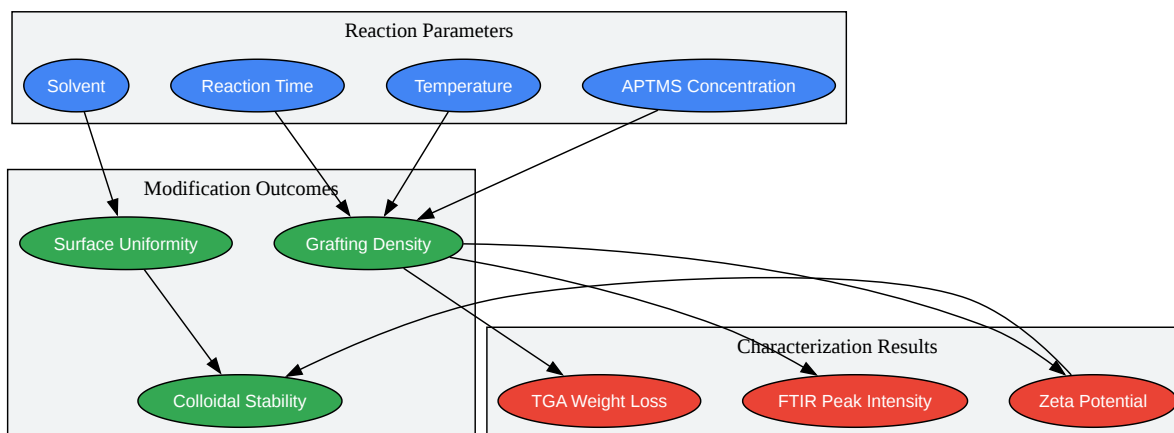 Reaction Parameters
Solvent
Reaction Time
Temperature
APTMS Concentration
Modification Outcomes
Surface Uniformity
Grafting Density
Characterization Results
Colloidal Stability
TGA Weight Loss
FTIR Peak Intensity
Zeta Potential